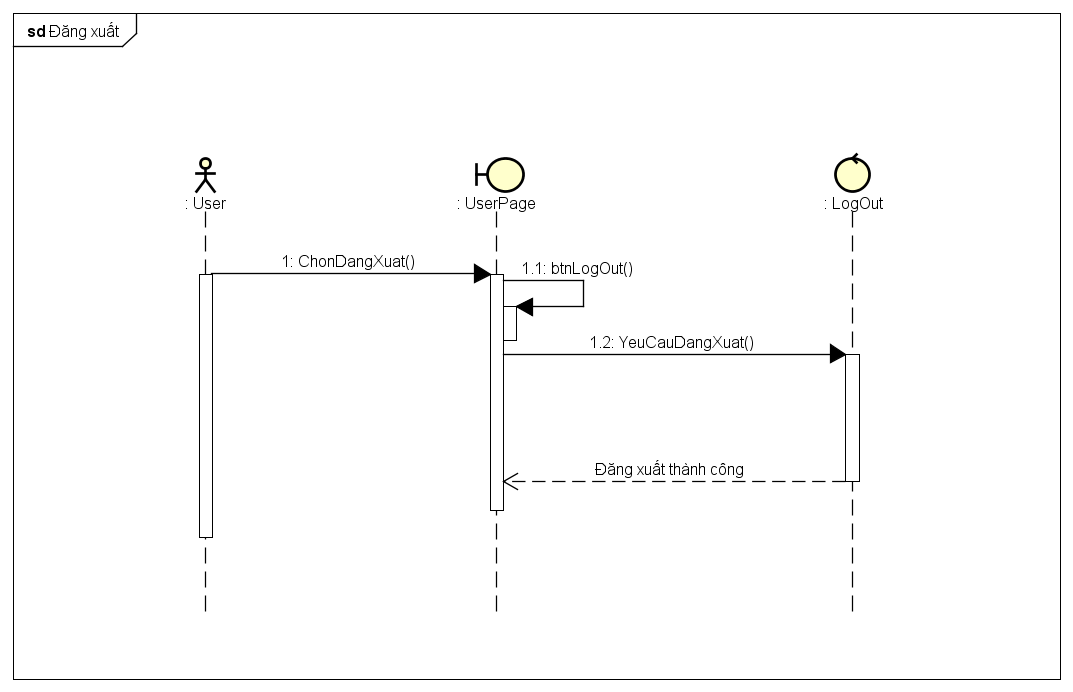 sd Đăng xuất
: User
: UserPage
: LogOut
1: ChonDangXuat()
1.1: btnLogOut()
1.2: YeuCauDangXuat()
Đăng xuất thành công